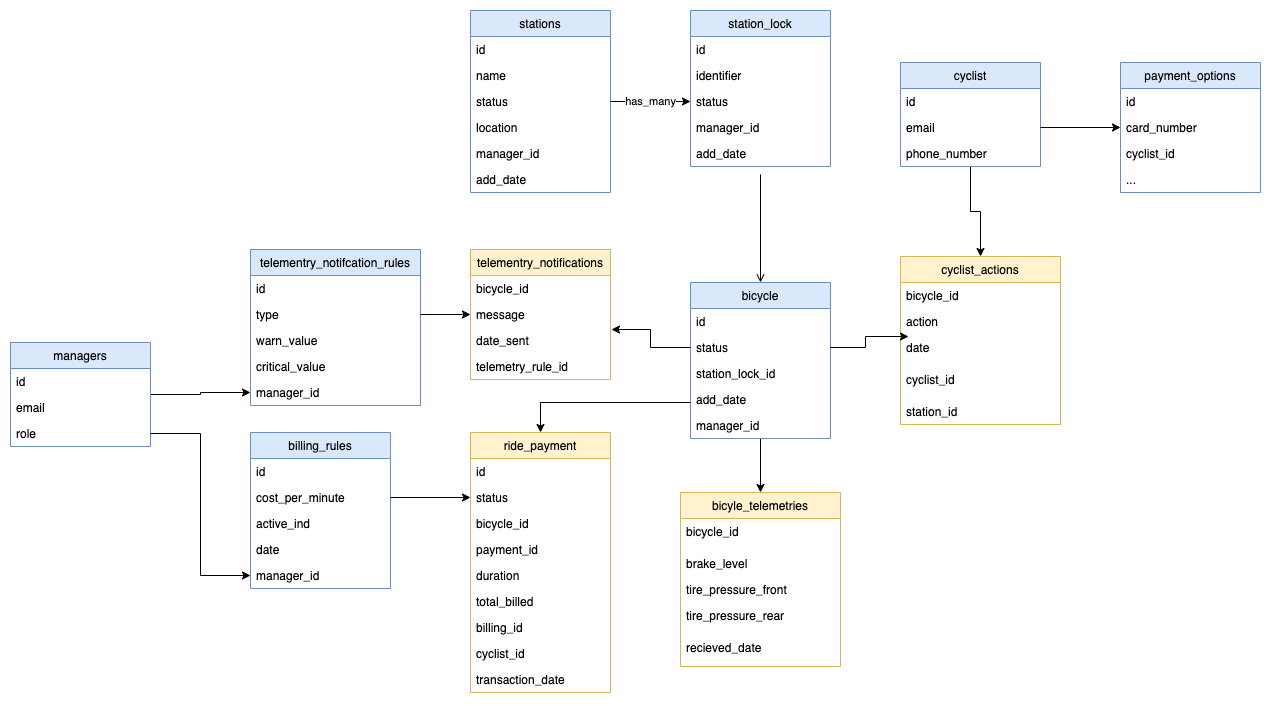 stations
id
name
status
location
manager_id
add_date
has_many
station_lock
id
identifier
status
manager_id
add_date
cyclist
id
email
phone_number
payment_options
id
card_number
cyclist_id
...
managers
id
email
role
telementry_notifcation_rules
id
type
warn_value
critical_value
manager_id
telementry_notifications
bicycle_id
message
date_sent
telemetry_rule_id
bicycle
id
status
station_lock_id
add_date
manager_id
cyclist_actions
bicycle_id
action
date
cyclist_id
station_id
billing_rules
id
cost_per_minute
active_ind
date
manager_id
ride_payment
id
status
bicycle_id
payment_id
duration
total_billed
billing_id
cyclist_id
transaction_date
bicyle_telemetries
bicycle_id
brake_level
tire_pressure_front
tire_pressure_rear
recieved_date